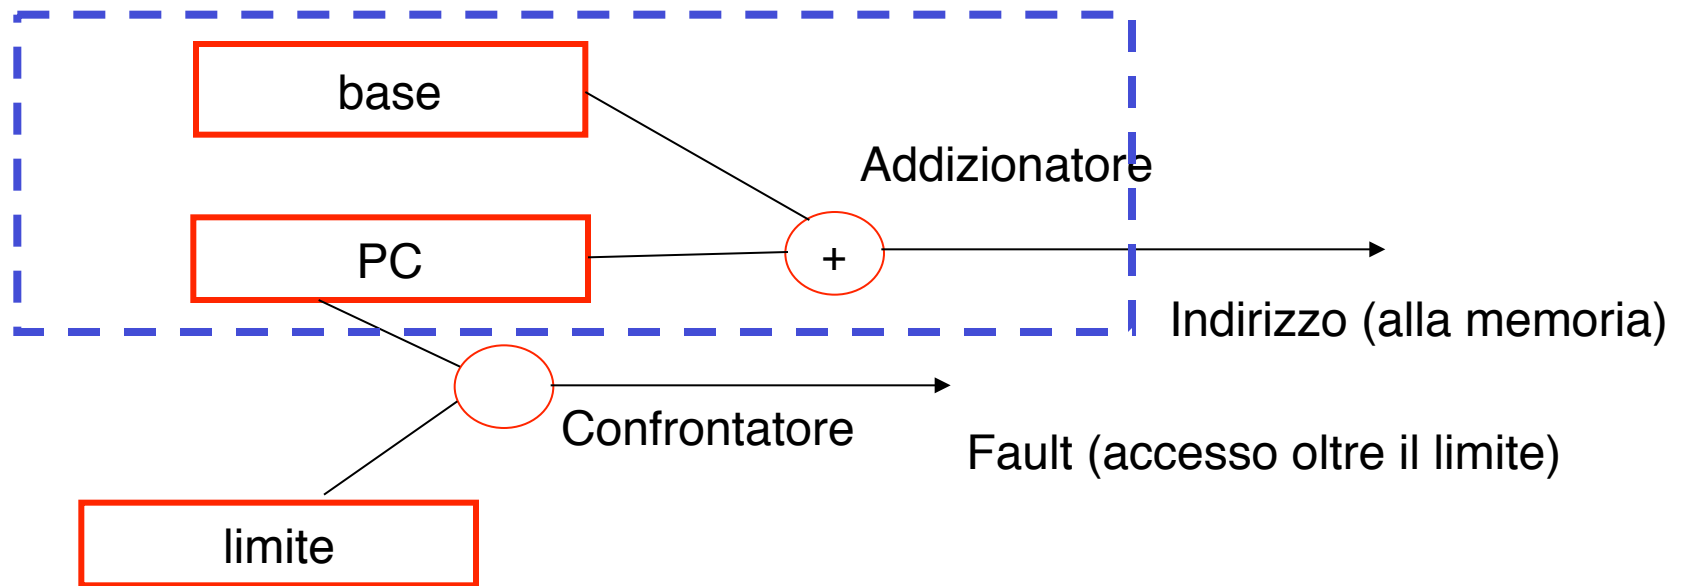 base
Addizionatore
PC
+
Indirizzo (alla memoria)
Confrontatore
Fault (accesso oltre il limite)
limite